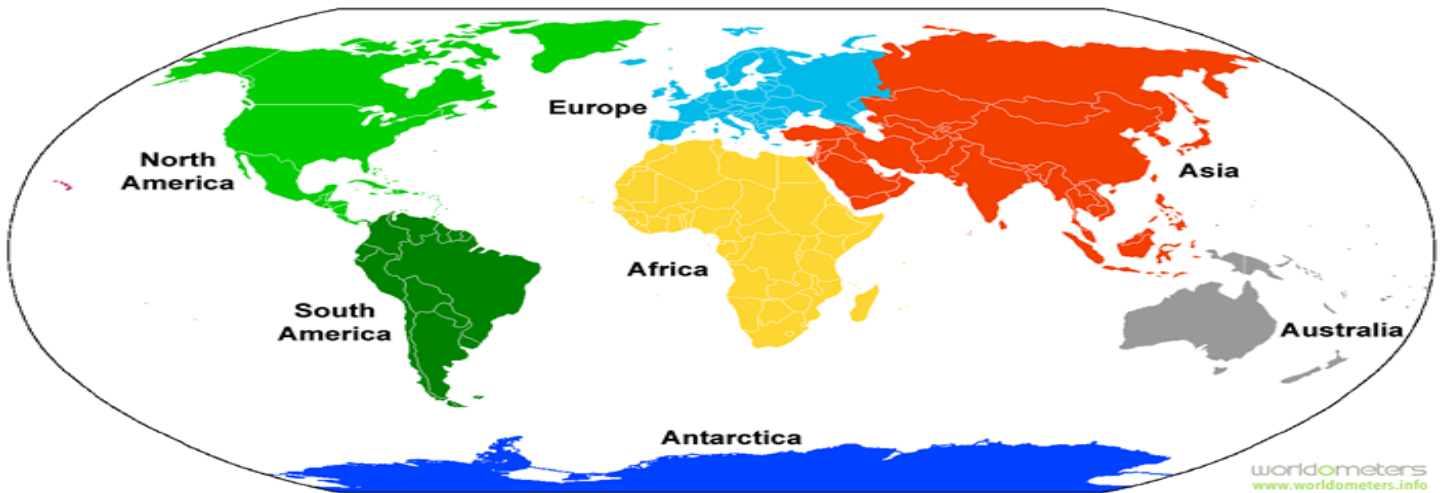 Europe
North
America
Asia
Africa
South
America
Australia
Antarctica
worldometers
www.worldometers.info